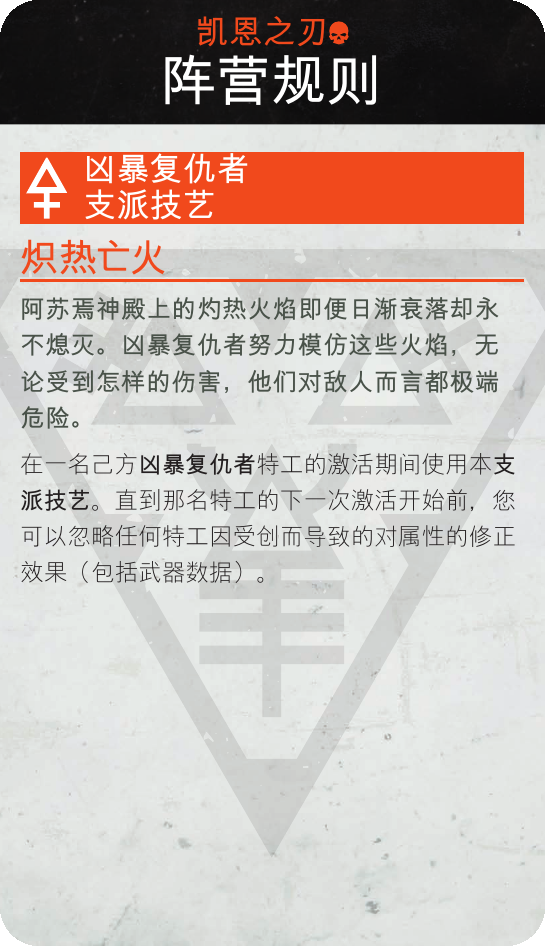 凯恩之刃
阵营规则
凶暴复仇者
支派技艺
炽热亡火
阿苏焉神殿上的灼热火焰即便日渐衰落却永
不熄灭。凶暴复仇者努力模仿这些火焰，无
论受到怎样的伤害，他们对敌人而言都极端
危险。
在一名己方凶暴复仇者特工的激活期间使用本支
派技艺。直到那名特工的下一次激活开始前，您
可以忽略任何特工因受创而导致的对属性的修正
效果（包括武器数据）。